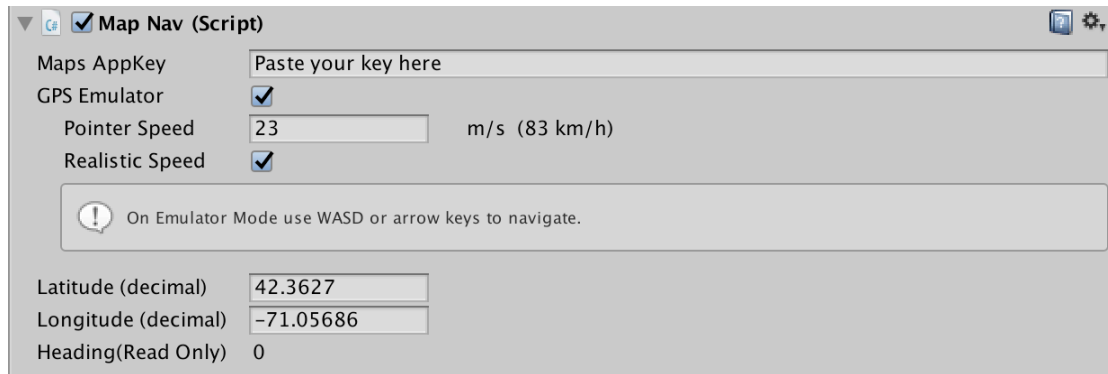 C# Map Nav (Script)
Maps AppKey Paste your key here
GPS Emulator
Pointer Speed 23 m/s (83 km/h)
Realistic Speed
! On Emulator Mode use WASD or arrow keys to navigate.
Latitude (decimal) 42.3627
Longitude (decimal) -71.05686
Heading(Read Only) 0